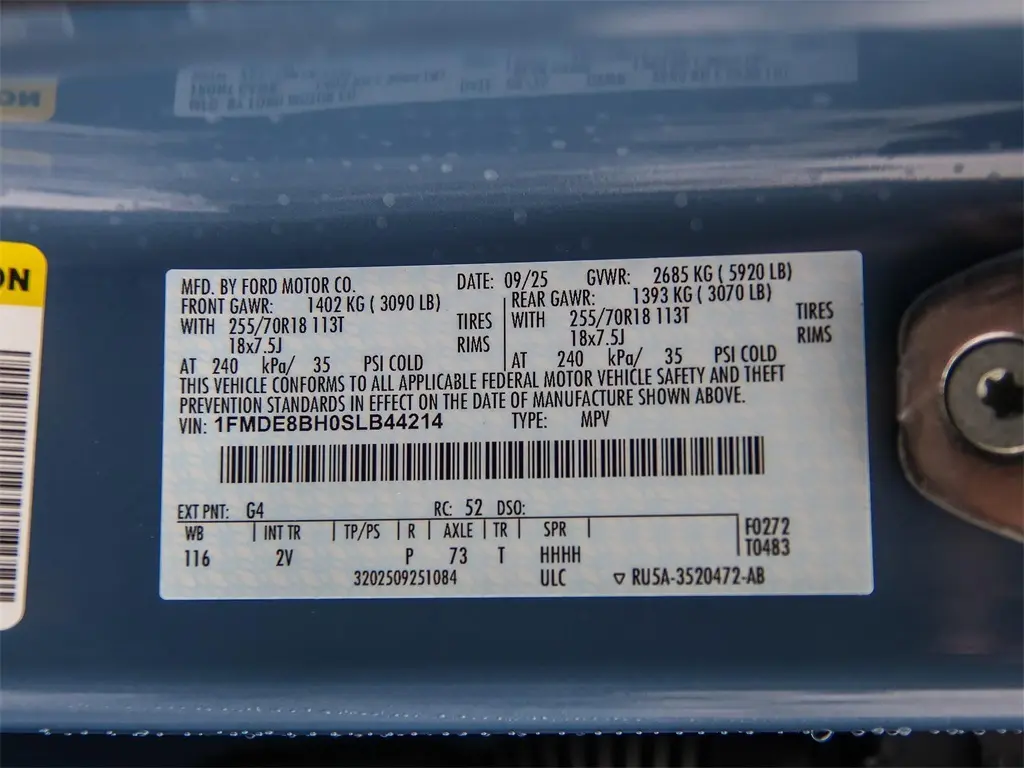 ON
MFD. BY FORD MOTOR CO. DATE: 09/25 GVWR: 2685 KG ( 5920 LB)
FRONT GAWR: 1402 KG ( 3090 LB) REAR GAWR: 1393 KG ( 3070 LB)
WITH 255/70R18 113T TIRES WITH 255/70R18 113T TIRES
18x7.5J RIMS 18x7.5J RIMS
AT 240 kPa/ 35 PSI COLD AT 240 kPa/ 35 PSI COLD
THIS VEHICLE CONFORMS TO ALL APPLICABLE FEDERAL MOTOR VEHICLE SAFETY AND THEFT
PREVENTION STANDARDS IN EFFECT ON THE DATE OF MANUFACTURE SHOWN ABOVE.
VIN: 1FMDE8BH0SLB44214 TYPE: MPV
EXT PNT: G4 RC: 52 DSO:
WB INT TR TP/PS R AXLE TR SPR F0272
116 2V P 73 T HHHH T0483
3202509251084 ULC ▽ RU5A-3520472-AB